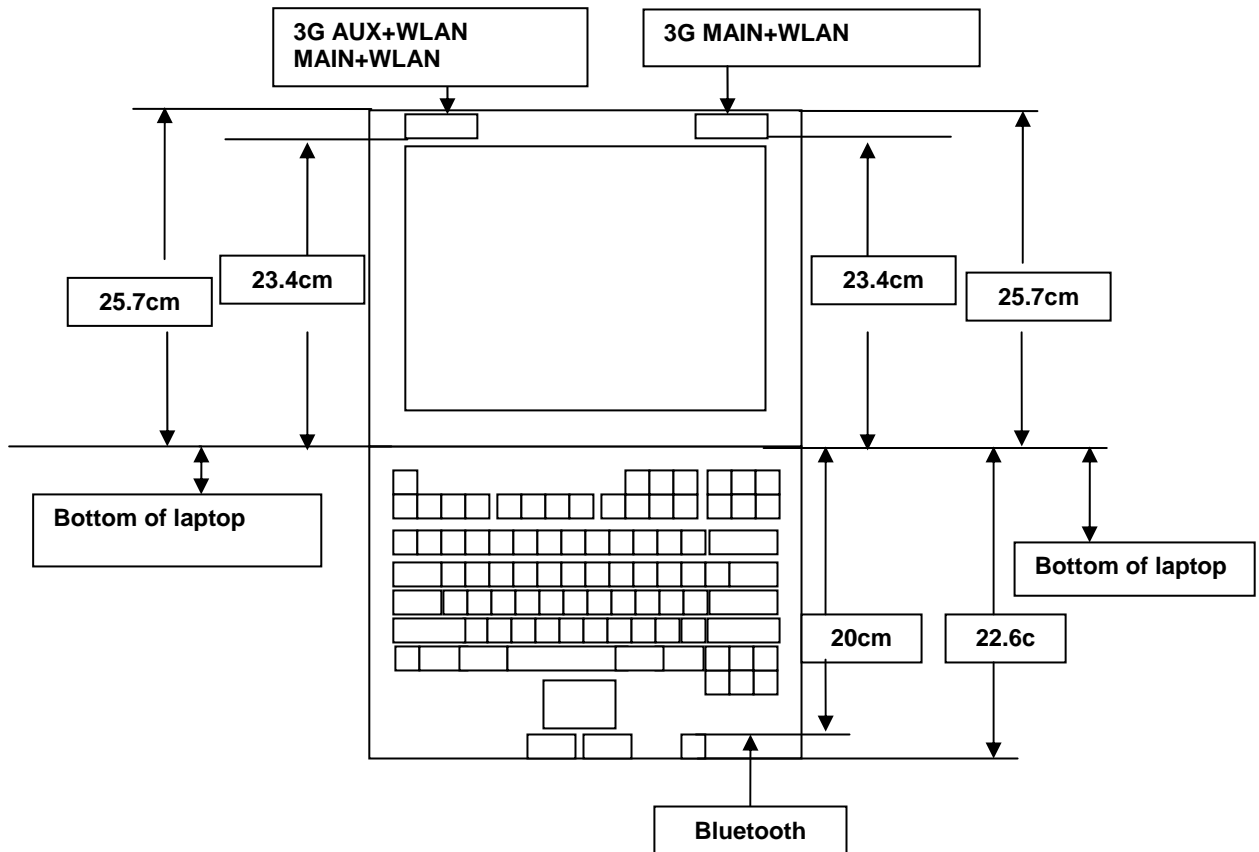 3G AUX+WLAN
MAIN+WLAN
3G MAIN+WLAN
25.7cm
23.4cm
23.4cm
25.7cm
Bottom of laptop
Bottom of laptop
20cm
22.6c
Bluetooth